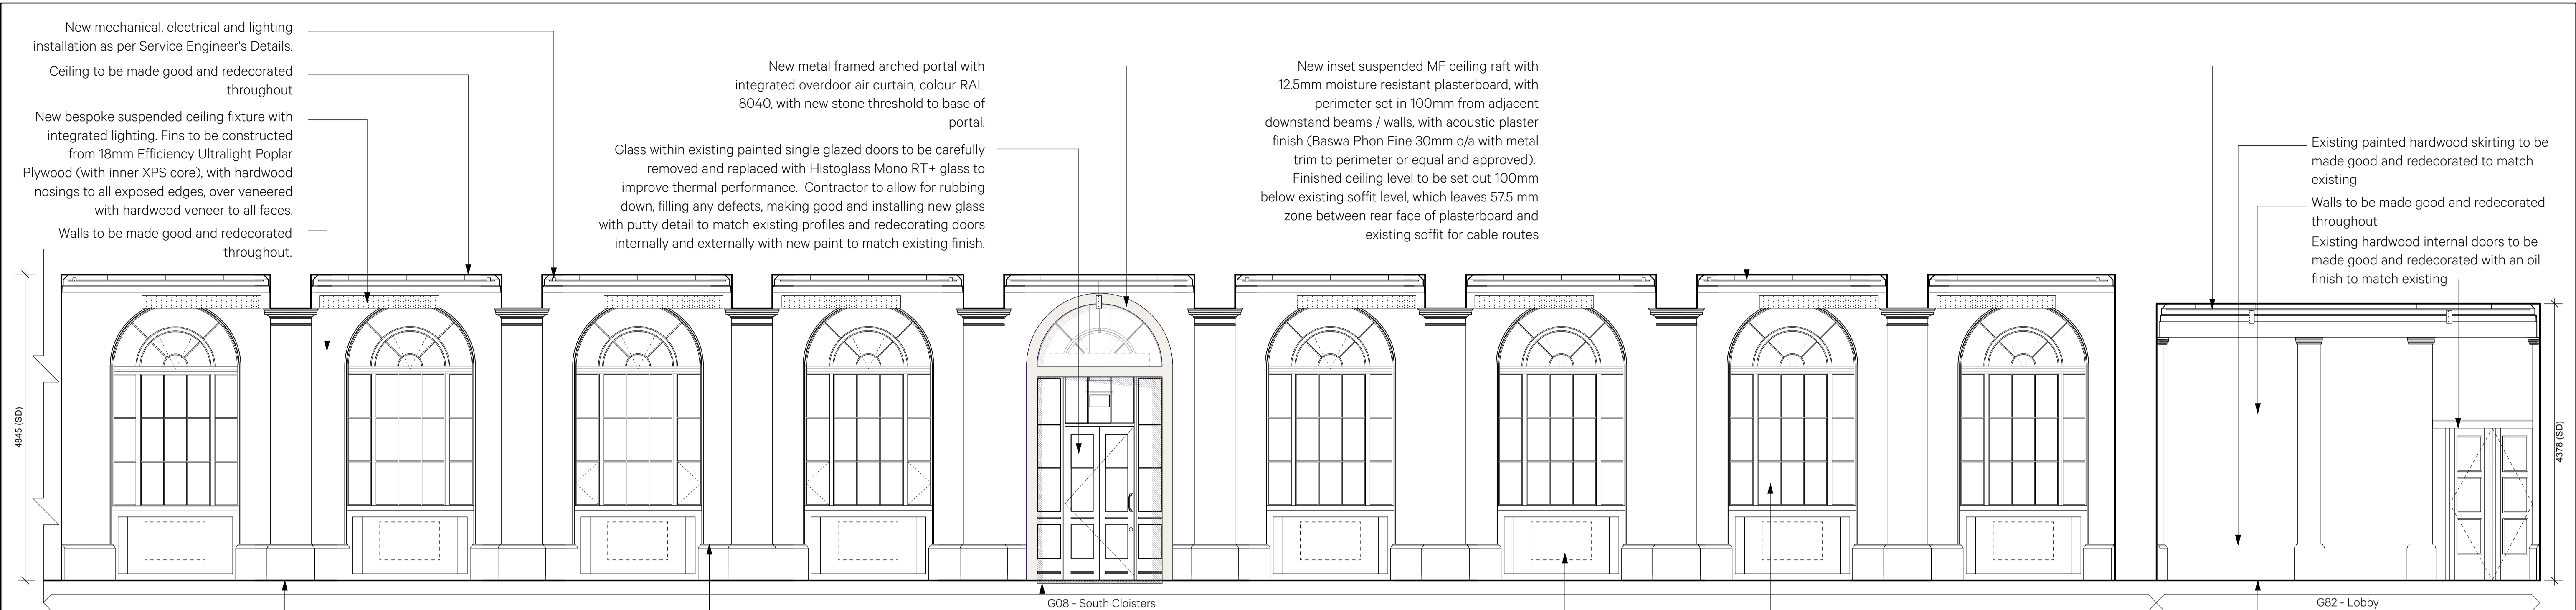 New mechanical, electrical and lighting
installation as per Service Engineer's Details.
Ceiling to be made good and redecorated
throughout
New bespoke suspended ceiling fixture with
integrated lighting. Fins to be constructed
from 18mm Efficiency Ultralight Poplar
Plywood (with inner XPS core), with hardwood
nosings to all exposed edges, over veneered
with hardwood veneer to all faces.
Walls to be made good and redecorated
throughout.
New metal framed arched portal with
integrated overdoor air curtain, colour RAL
8040, with new stone threshold to base of
portal.
Glass within existing painted single glazed doors to be carefully
removed and replaced with Histoglass Mono RT+ glass to
improve thermal performance. Contractor to allow for rubbing
down, filling any defects, making good and installing new glass
with putty detail to match existing profiles and redecorating doors
internally and externally with new paint to match existing finish.
New inset suspended MF ceiling raft with
12.5mm moisture resistant plasterboard, with
perimeter set in 100mm from adjacent
downstand beams / walls, with acoustic plaster
finish (Baswa Phon Fine 30mm o/a with metal
trim to perimeter or equal and approved).
Finished ceiling level to be set out 100mm
below existing soffit level, which leaves 57.5 mm
zone between rear face of plasterboard and
existing soffit for cable routes
Existing painted hardwood skirting to be
made good and redecorated to match
existing
Walls to be made good and redecorated
throughout
Existing hardwood internal doors to be
made good and redecorated with an oil
finish to match existing
4845 (SD)
4378 (SD)
G08 - South Cloisters
G82 - Lobby